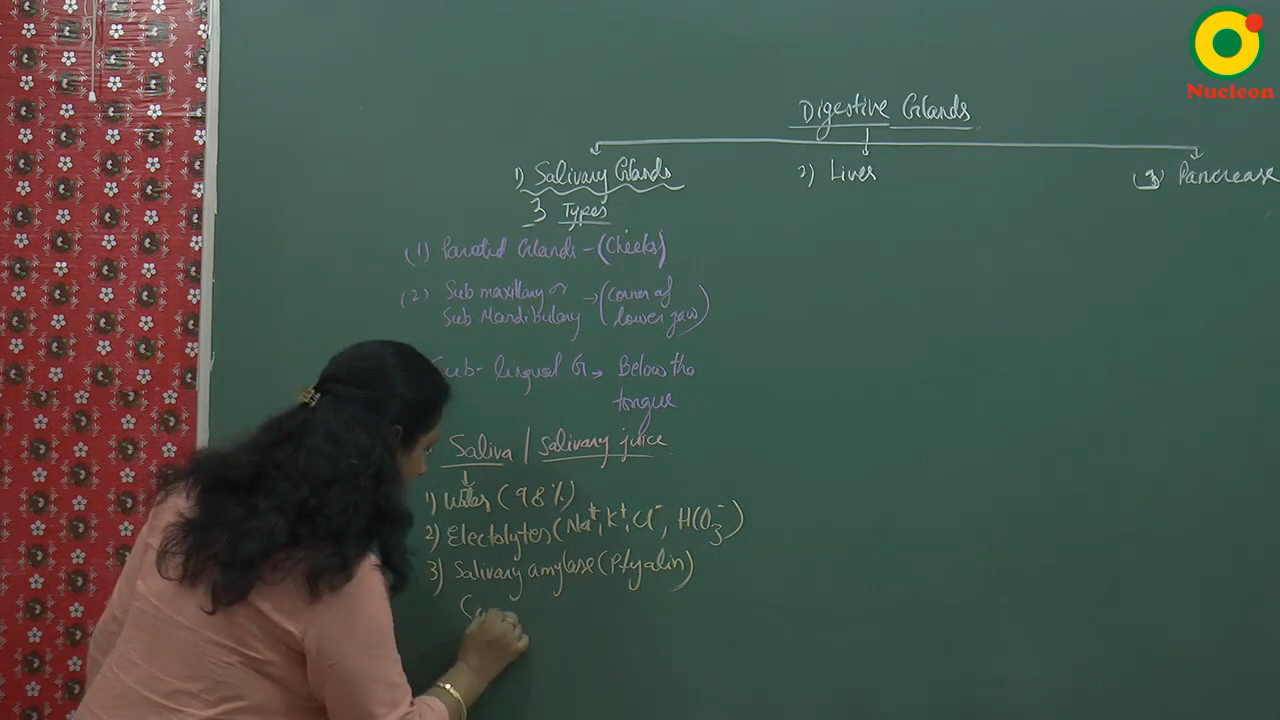 Nucleon
Digestive Glands
1) Salivary Glands
2) Liver
3) Pancrease
3 Types
(1) Parotid Glands - (Cheeks)
(2) Sub maxillary or
Sub Mandibulary → (Corner of
lower jaw)
Sub-lingual G → Below the
tongue
Saliva / Salivary juice
1) Water (98%)
2) Electolytes (Na⁺, K⁺, Cl⁻, HCO₃⁻)
3) Salivary amylase (Ptyalin)